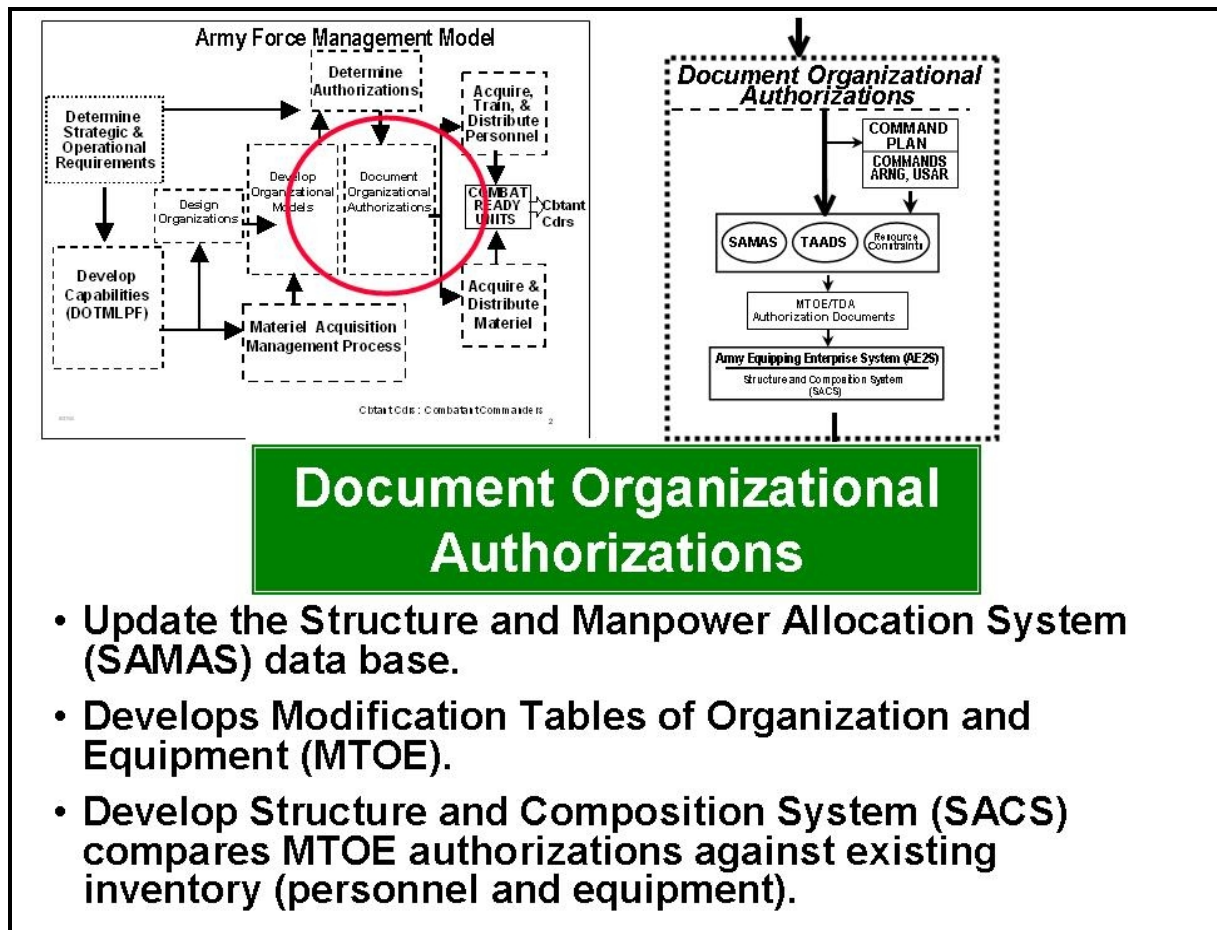 Army Force Management Model
Determine
Authorizations
Acquire,
Train, &
Distribute
Personnel
Determine
Strategic &
Operational
Requirements
Develop
Organizational
Models
Document
Organizational
Authorizations
Design
Organizations
COMBAT
READY
UNITS
Cbtant
Cdrs
Develop
Capabilities
(DOTMLPF)
Materiel Acquisition
Management Process
Acquire &
Distribute
Materiel
Cbtant Cdrs : Combatant Commanders
2
Document Organizational
Authorizations
COMMAND
PLAN
COMMANDS
ARNG, USAR
SAMAS
TAADS
Resource
Constraints
MTOE/TDA
Authorization Documents
Army Equipping Enterprise System (AE2S)
Structure and Composition System
(SACS)
Document Organizational
Authorizations
• Update the Structure and Manpower Allocation System
(SAMAS) data base.
• Develops Modification Tables of Organization and
Equipment (MTOE).
• Develop Structure and Composition System (SACS)
compares MTOE authorizations against existing
inventory (personnel and equipment).